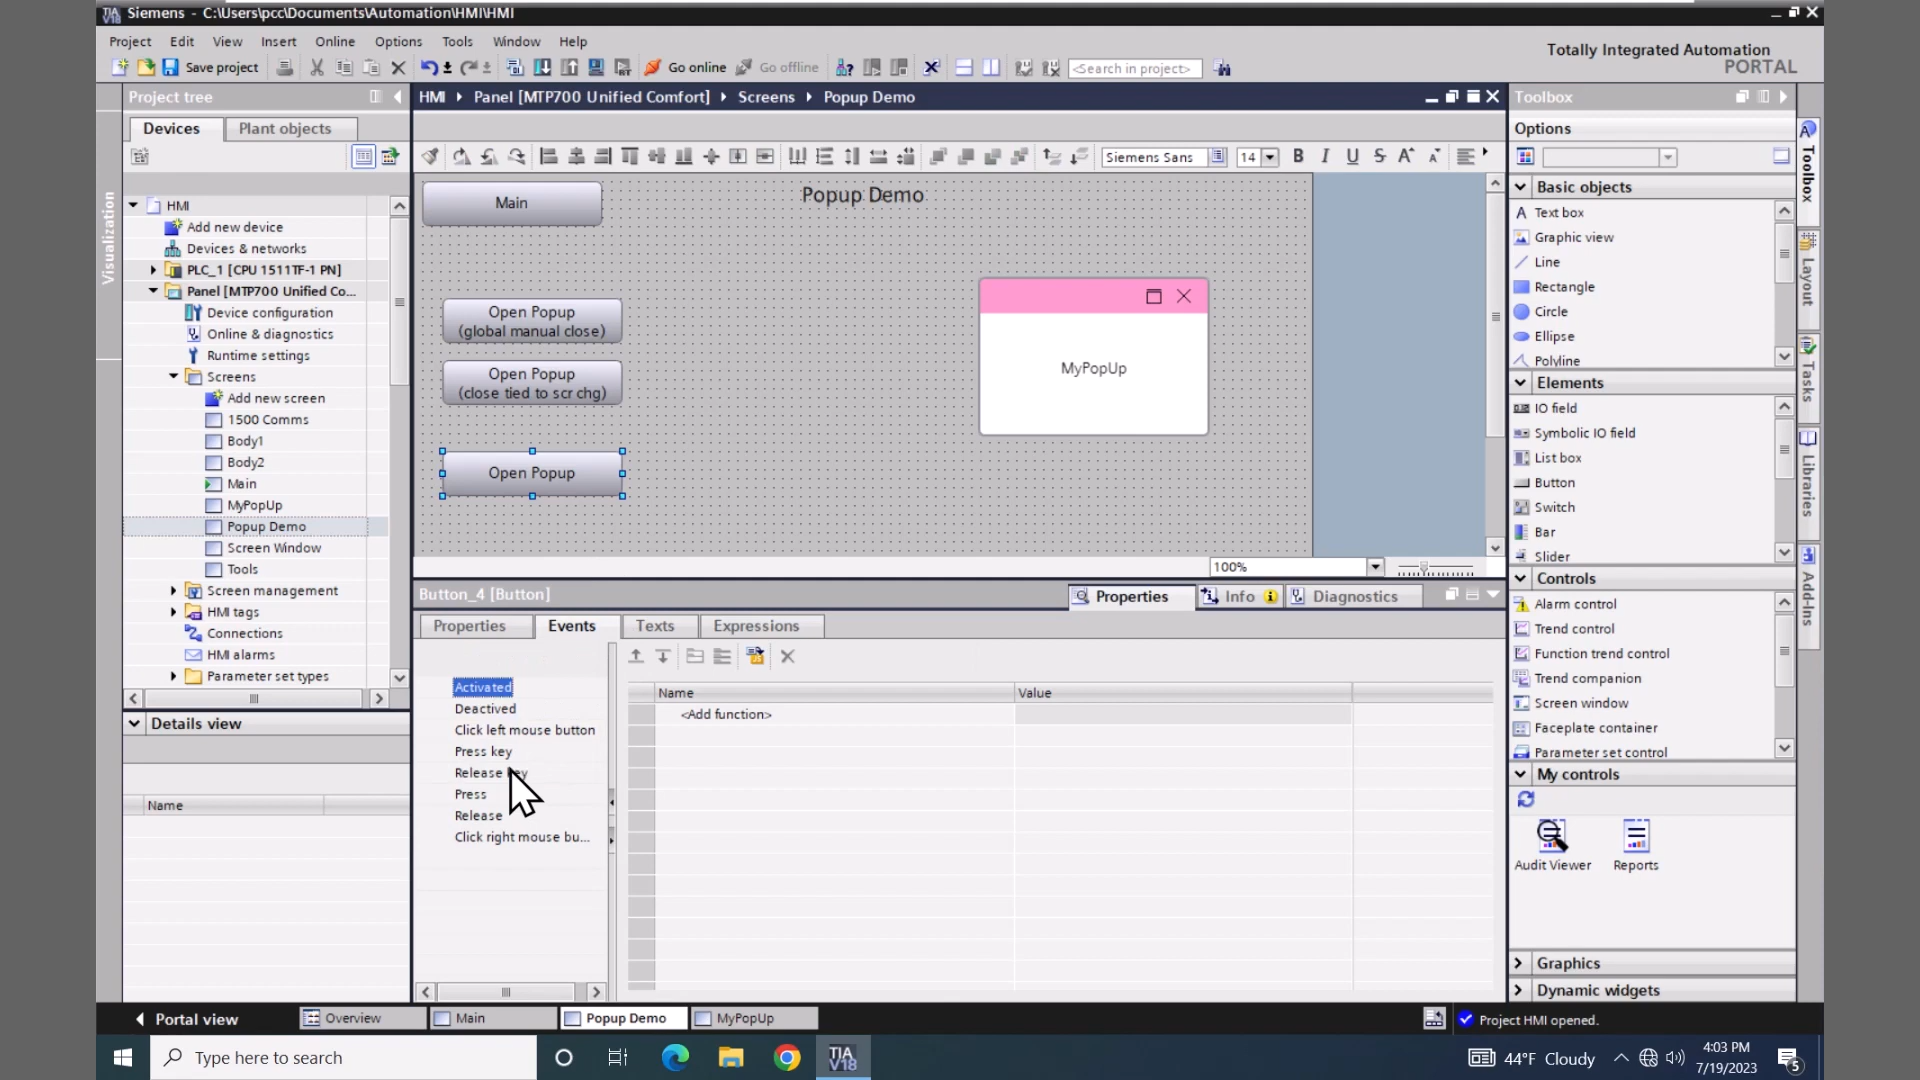 TIA V18 Siemens - C:\Users\pcc\Documents\Automation\HMI\HMI
Project Edit View Insert Online Options Tools Window Help
Totally Integrated Automation
PORTAL
Save project
Go online
Go offline
<Search in project>
Project tree
HMI ▸ Panel [MTP700 Unified Comfort] ▸ Screens ▸ Popup Demo
Toolbox
Devices
Plant objects
Options
Siemens Sans
14
B I U S A A
Visualization
HMI
Add new device
Devices & networks
PLC_1 [CPU 1511TF-1 PN]
Panel [MTP700 Unified Co...
Device configuration
Online & diagnostics
Runtime settings
Screens
Add new screen
1500 Comms
Body1
Body2
Main
MyPopUp
Popup Demo
Screen Window
Tools
Screen management
HMI tags
Connections
HMI alarms
Parameter set types
Details view
Name
Main
Popup Demo
Open Popup
(global manual close)
Open Popup
(close tied to scr chg)
Open Popup
MyPopUp
100%
Button_4 [Button]
Properties
Info
Diagnostics
Properties
Events
Texts
Expressions
Activated
Deactived
Click left mouse button
Press key
Release key
Press
Release
Click right mouse bu...
Name
Value
<Add function>
Basic objects
Text box
Graphic view
Line
Rectangle
Circle
Ellipse
Polyline
Elements
IO field
Symbolic IO field
List box
Button
Switch
Bar
Slider
Controls
Alarm control
Trend control
Function trend control
Trend companion
Screen window
Faceplate container
Parameter set control
My controls
Audit Viewer
Reports
Graphics
Dynamic widgets
Toolbox
Layout
Tasks
Libraries
Add-Ins
Portal view
Overview
Main
Popup Demo
MyPopUp
Project HMI opened.
Type here to search
TIA V18
44°F Cloudy
4:03 PM
7/19/2023
5